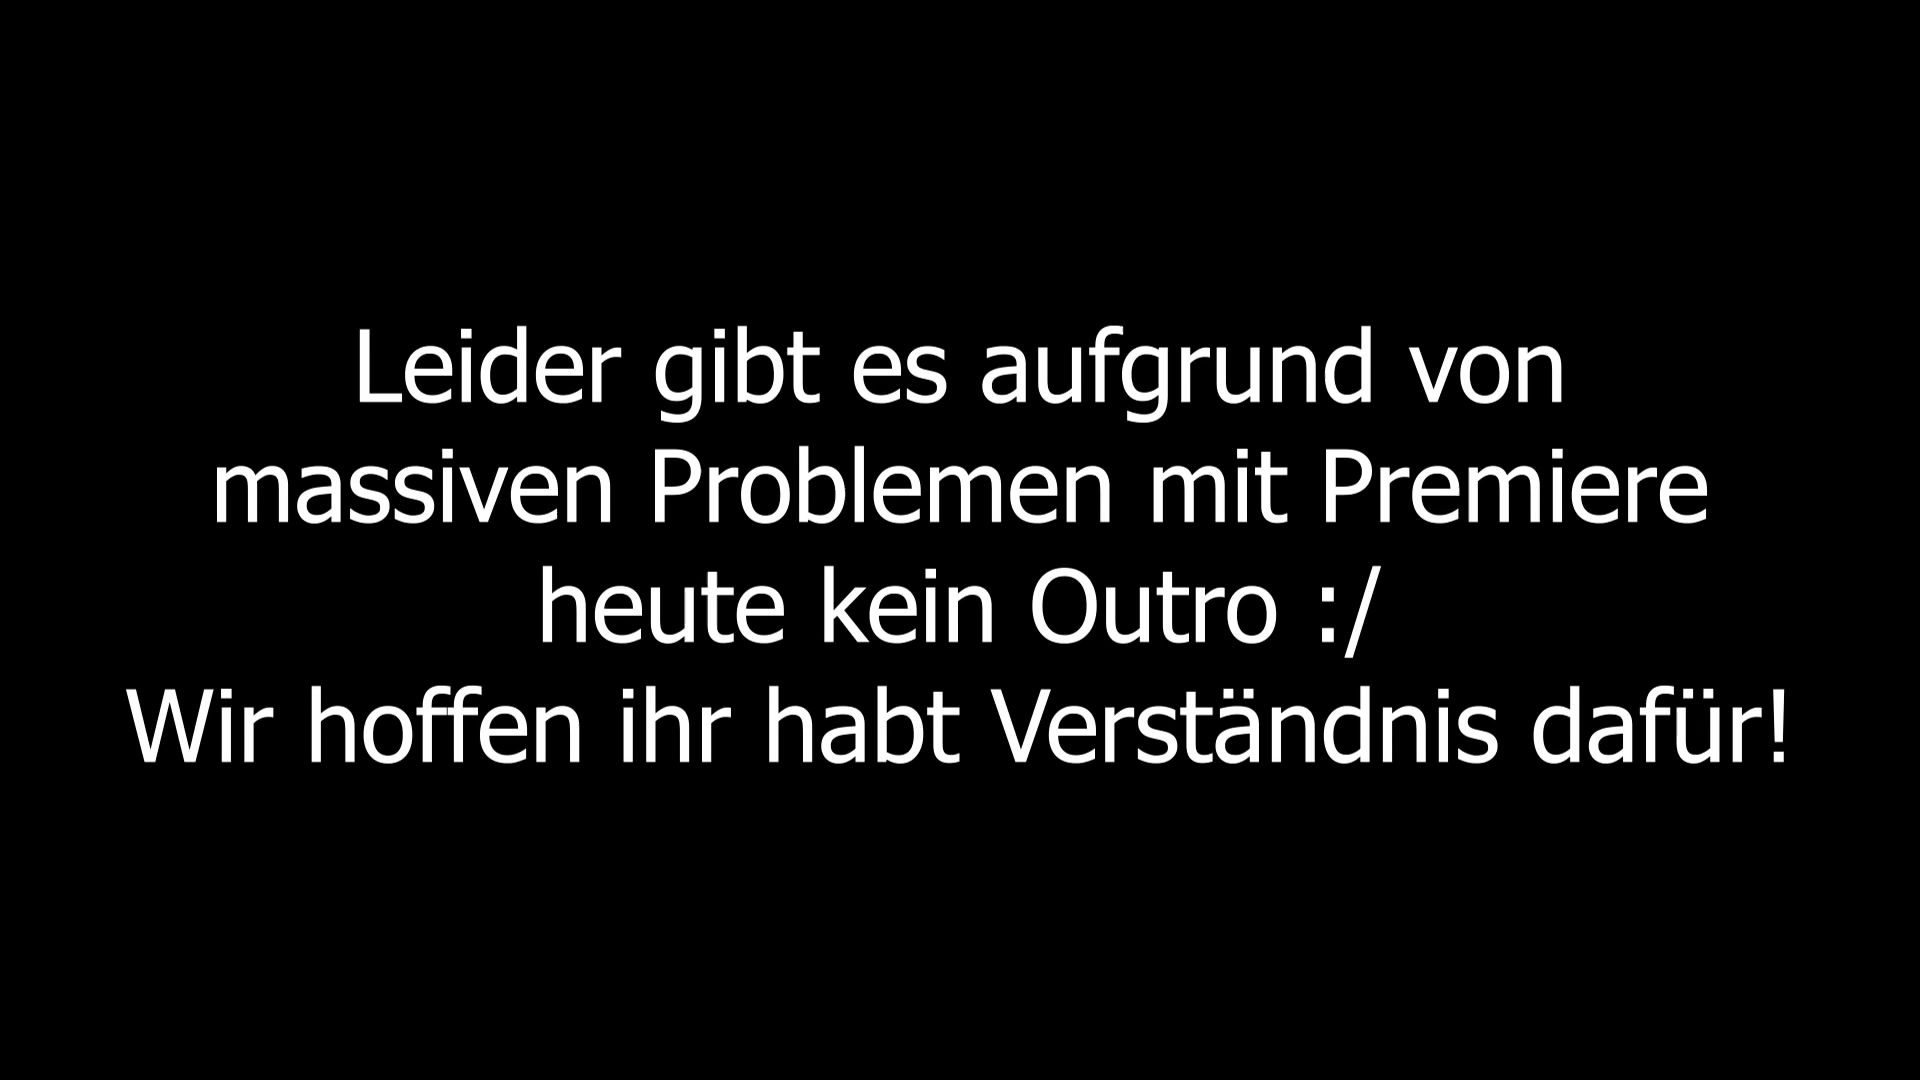 Leider gibt es aufgrund von
massiven Problemen mit Premiere
heute kein Outro :/
Wir hoffen ihr habt Verständnis dafür!